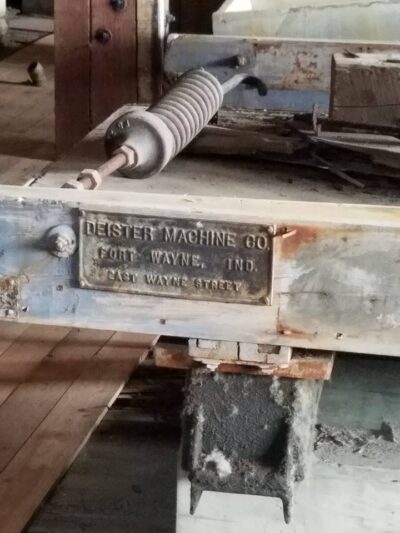 DEISTER MACHINE CO.
FORT WAYNE, IND.
EAST WAYNE STREET